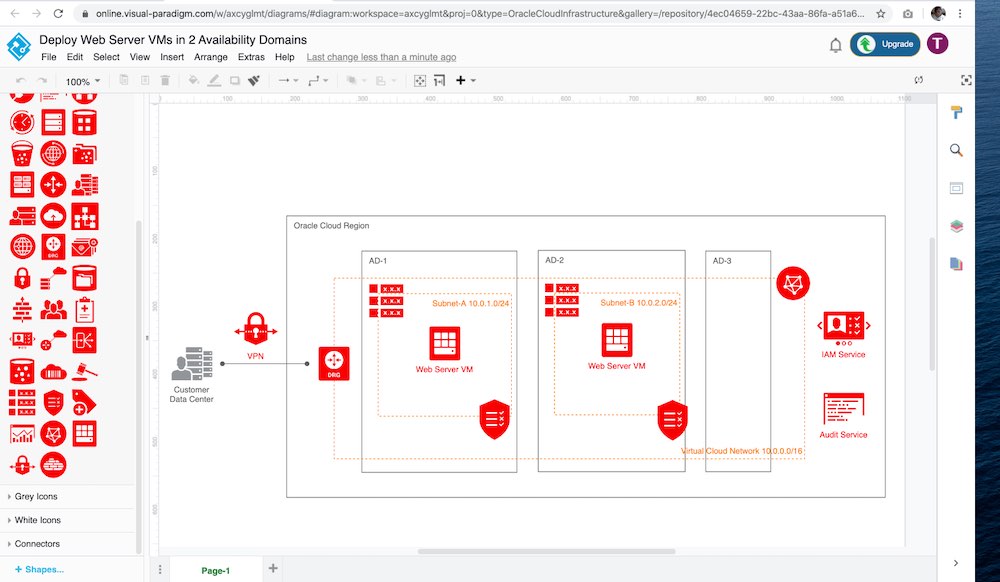 online.visual-paradigm.com/w/axcyglmt/diagrams/#diagram:workspace=axcyglmt&proj=0&type=OracleCloudInfrastructure&gallery=/repository/4ec04659-22bc-43aa-86fa-a51a6...
Deploy Web Server VMs in 2 Availability Domains
File Edit Select View Insert Arrange Extras Help Last change less than a minute ago
Upgrade
T
100%
100 200 300 400 500 600 700 800 900 1000 1100
100
200
300
400
500
600
DRG
X.X.X
X.X.X
X.X.X
Oracle Cloud Region
AD-1
AD-2
AD-3
X.X.X
X.X.X
X.X.X
Subnet-A 10.0.1.0/24
X.X.X
X.X.X
X.X.X
Subnet-B 10.0.2.0/24
VPN
DRG
Web Server VM
Web Server VM
IAM Service
Customer
Data Center
Audit Service
Virtual Cloud Network 10.0.0.0/16
Grey Icons
White Icons
Connectors
+ Shapes...
Page-1